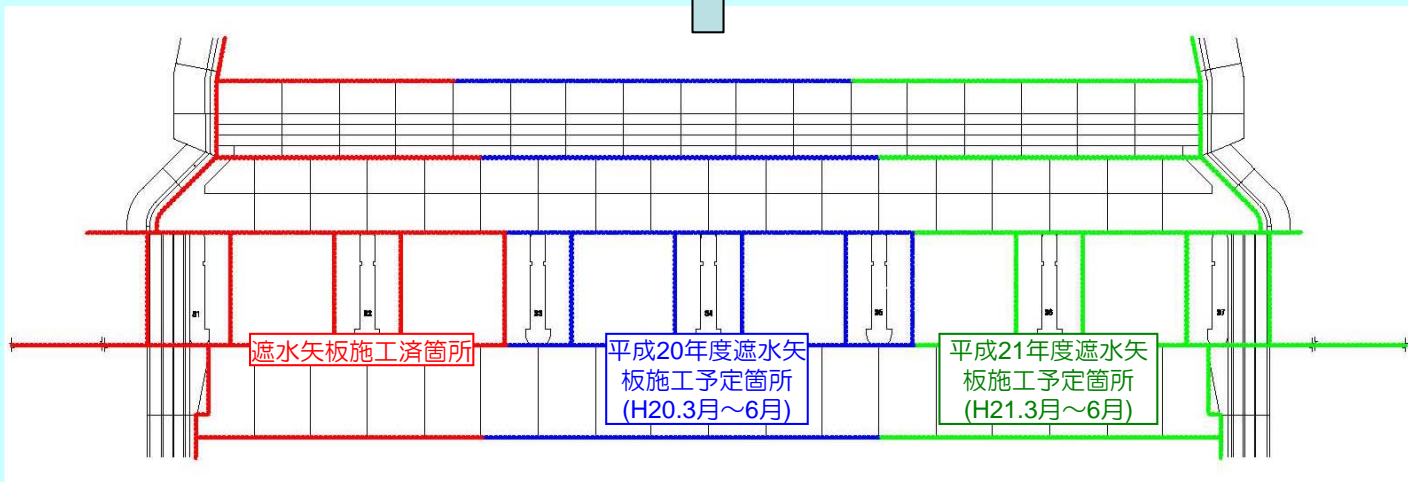 遮水矢板施工済箇所
平成20年度遮水矢
板施工予定箇所
(H20.3月～6月)
平成21年度遮水矢
板施工予定箇所
(H21.3月～6月)